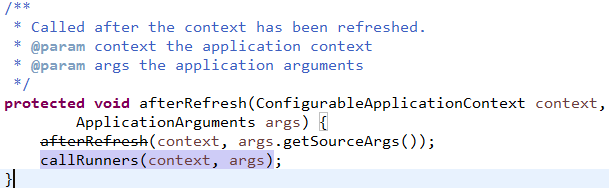 /**
 * Called after the context has been refreshed.
 * @param context the application context
 * @param args the application arguments
 */
protected void afterRefresh(ConfigurableApplicationContext context,
        ApplicationArguments args) {
    afterRefresh(context, args.getSourceArgs());
    callRunners(context, args);
}